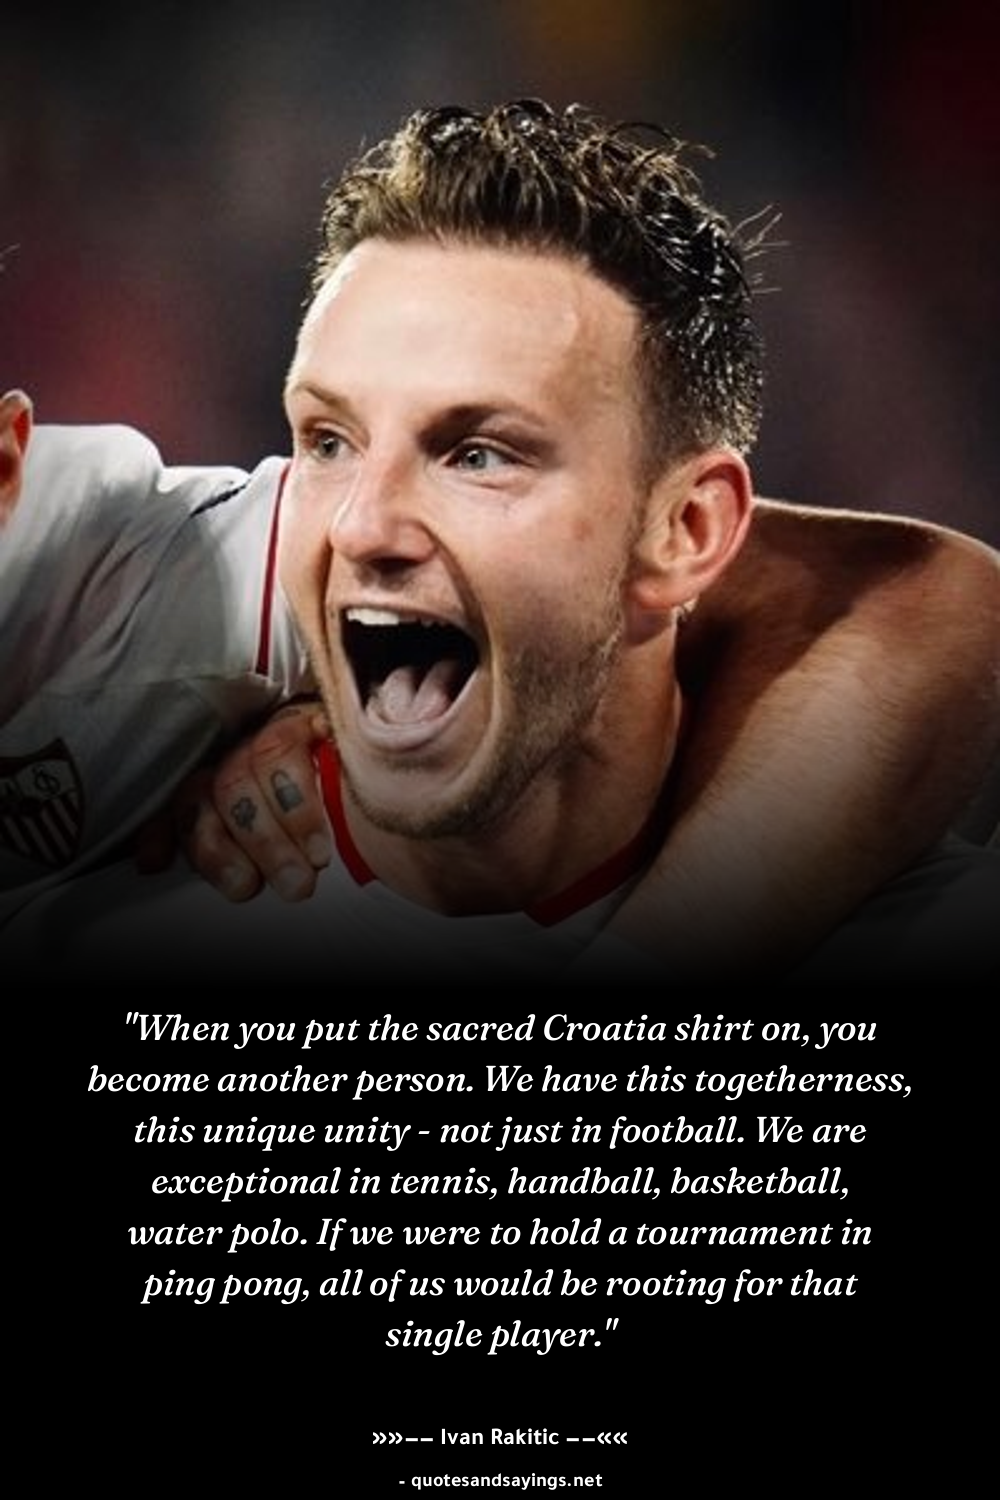 "When you put the sacred Croatia shirt on, you
become another person. We have this togetherness,
this unique unity - not just in football. We are
exceptional in tennis, handball, basketball,
water polo. If we were to hold a tournament in
ping pong, all of us would be rooting for that
single player."
»»−− Ivan Rakitic −−««
- quotesandsayings.net